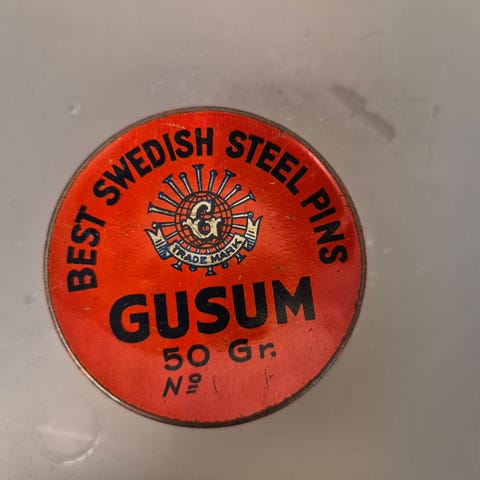 BEST SWEDISH STEEL PINS
G
TRADE MARK
GUSUM
50 Gr.
Nº